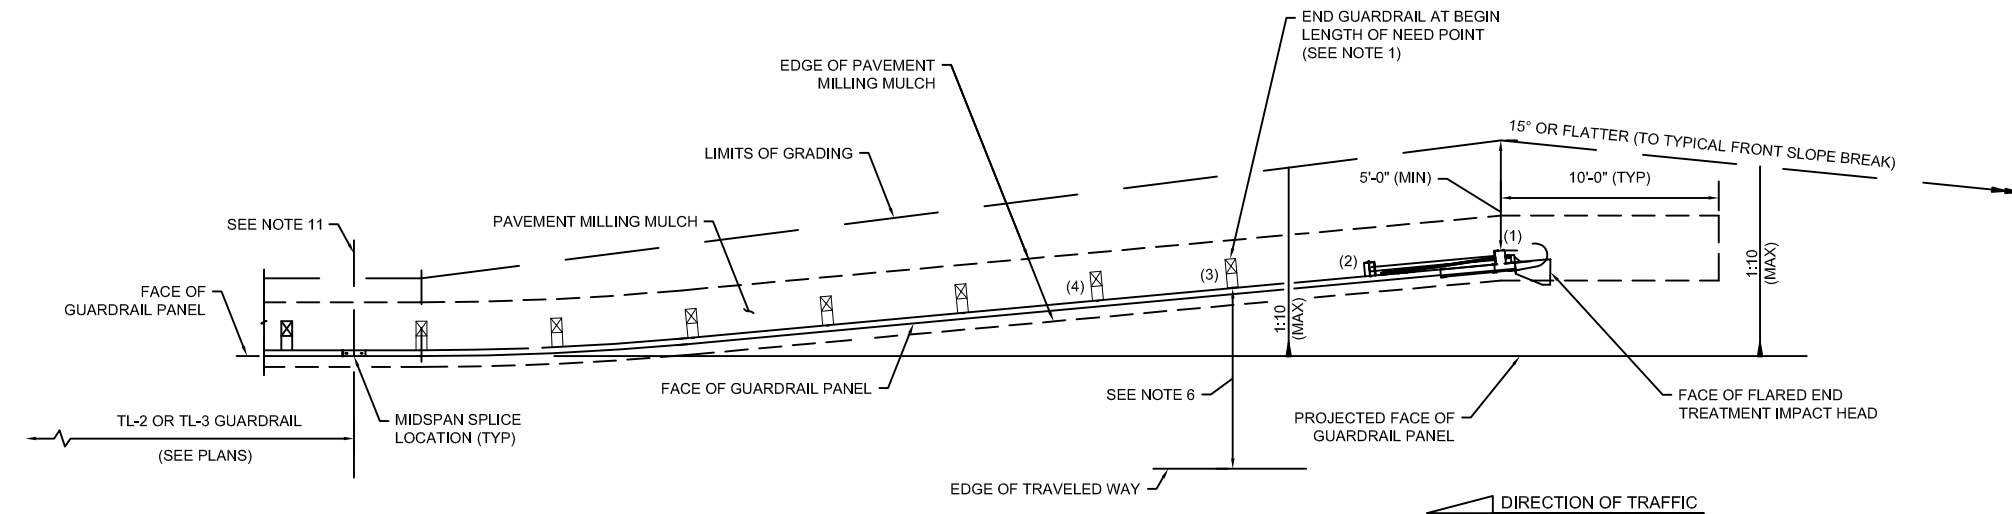 END GUARDRAIL AT BEGIN
LENGTH OF NEED POINT
(SEE NOTE 1)
EDGE OF PAVEMENT
MILLING MULCH
15° OR FLATTER (TO TYPICAL FRONT SLOPE BREAK)
LIMITS OF GRADING
5'-0" (MIN)
10'-0" (TYP)
SEE NOTE 11
PAVEMENT MILLING MULCH
(1)
(2)
(3)
(4)
1:10
(MAX)
1:10
(MAX)
FACE OF
GUARDRAIL PANEL
FACE OF GUARDRAIL PANEL
SEE NOTE 6
FACE OF FLARED END
TREATMENT IMPACT HEAD
PROJECTED FACE OF
GUARDRAIL PANEL
TL-2 OR TL-3 GUARDRAIL
(SEE PLANS)
MIDSPAN SPLICE
LOCATION (TYP)
EDGE OF TRAVELED WAY
DIRECTION OF TRAFFIC